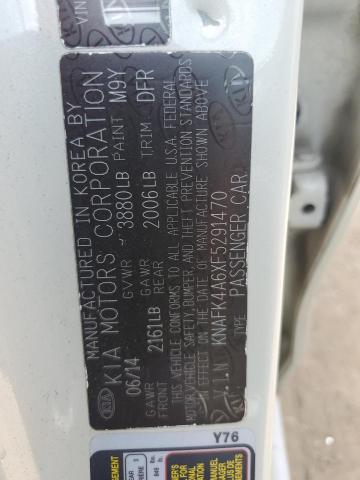 MANUFACTURED IN KOREA BY
KIA MOTORS CORPORATION
06/14 GVWR 3880LB PAINT M9Y
GAWR FRONT 2161LB GAWR REAR 2006LB TRIM DFR
THIS VEHICLE CONFORMS TO ALL APPLICABLE U.S.A. FEDERAL
MOTOR VEHICLE SAFETY,BUMPER, AND THEFT PREVENTION STANDARDS
IN EFFECT ON THE DATE OF MANUFACTURE SHOWN ABOVE
V.I.N: KNAFK4A6XF5291470
TYPE: PASSENGER CAR
KIA
VIN
Y76